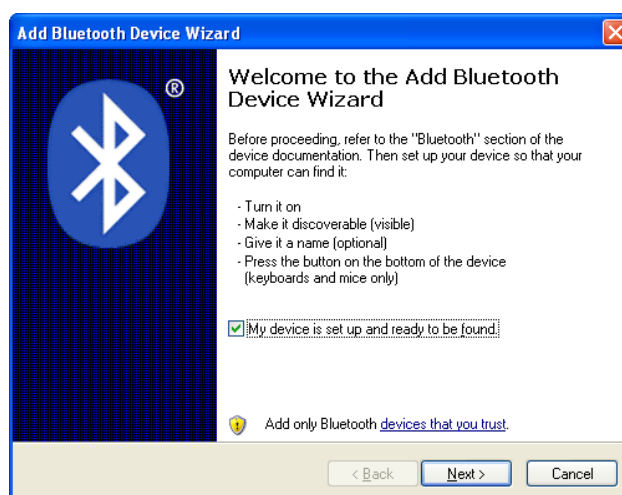 Add Bluetooth Device Wizard
®
Welcome to the Add Bluetooth
Device Wizard
Before proceeding, refer to the "Bluetooth" section of the
device documentation. Then set up your device so that your
computer can find it:
- Turn it on
- Make it discoverable (visible)
- Give it a name (optional)
- Press the button on the bottom of the device
(keyboards and mice only)
My device is set up and ready to be found.
Add only Bluetooth devices that you trust.
< Back Next > Cancel